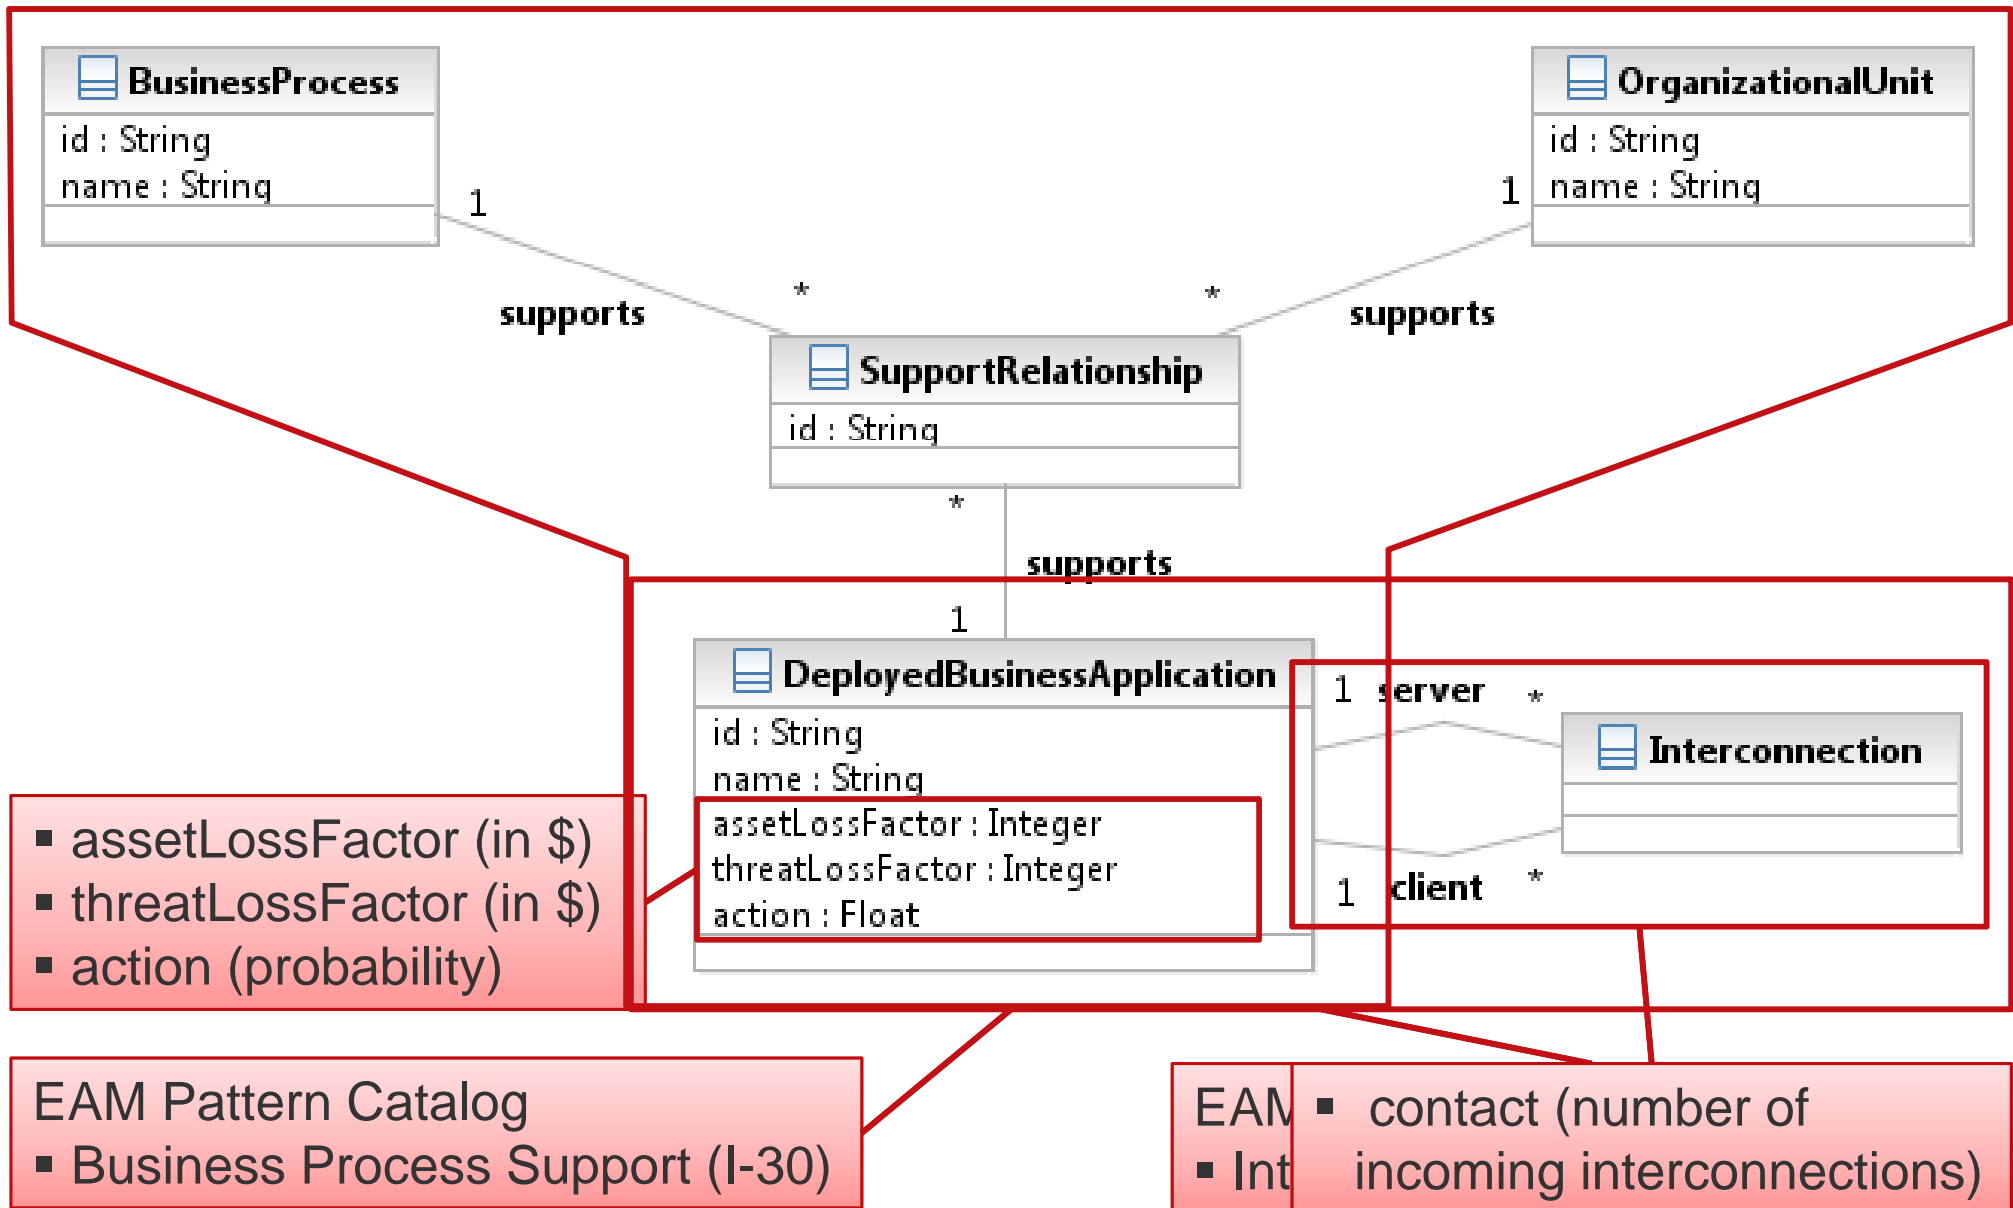 BusinessProcess
id : String
name : String
OrganizationalUnit
id : String
name : String
1
1
*
*
supports
supports
SupportRelationship
id : String
*
supports
1
DeployedBusinessApplication
id : String
name : String
assetLossFactor : Integer
threatLossFactor : Integer
action : Float
1 server *
Interconnection
1 client *
▪ assetLossFactor (in $)
▪ threatLossFactor (in $)
▪ action (probability)
EAM Pattern Catalog
▪ Business Process Support (I-30)
EAM
▪ Int
▪ contact (number of
incoming interconnections)